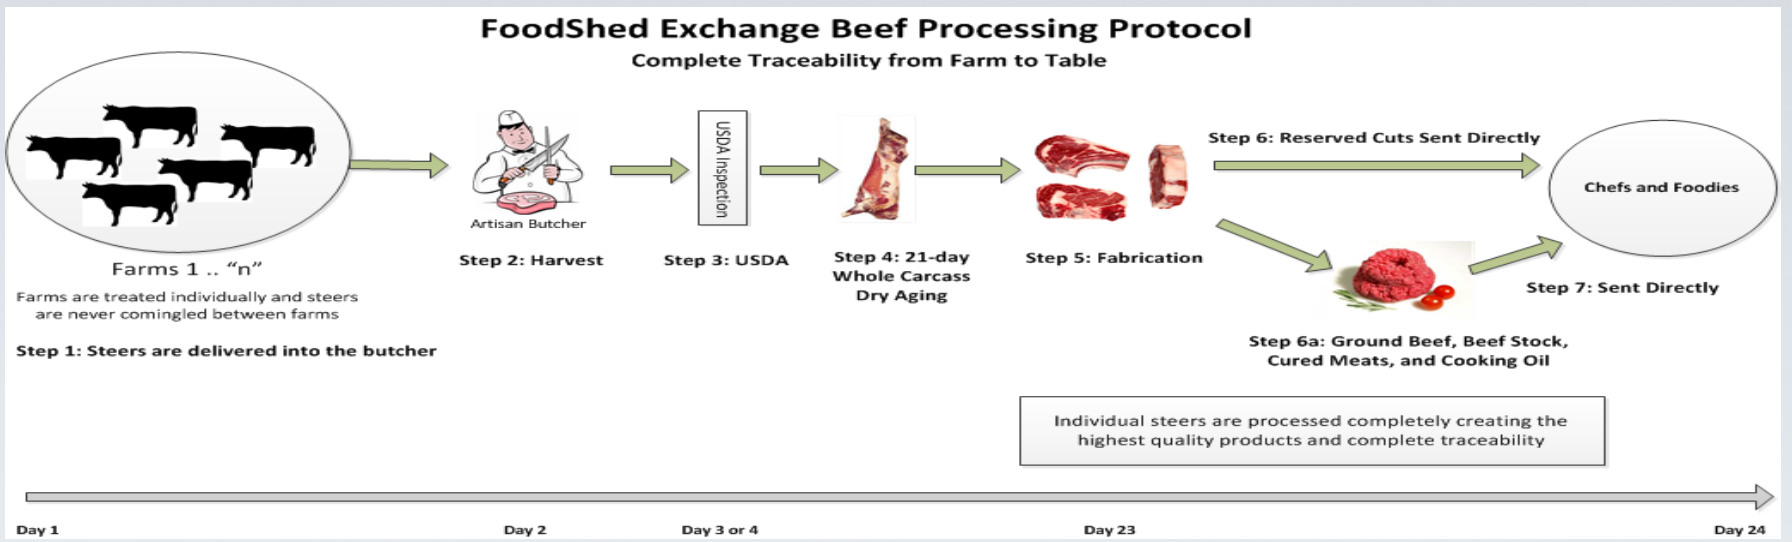 FoodShed Exchange Beef Processing Protocol
Complete Traceability from Farm to Table
Farms 1 .. “n”
Farms are treated individually and steers
are never comingled between farms
Step 1: Steers are delivered into the butcher
Artisan Butcher
Step 2: Harvest
USDA Inspection
Step 3: USDA
Step 4: 21-day
Whole Carcass
Dry Aging
Step 5: Fabrication
Step 6: Reserved Cuts Sent Directly
Chefs and Foodies
Step 6a: Ground Beef, Beef Stock,
Cured Meats, and Cooking Oil
Step 7: Sent Directly
Individual steers are processed completely creating the
highest quality products and complete traceability
Day 1
Day 2
Day 3 or 4
Day 23
Day 24